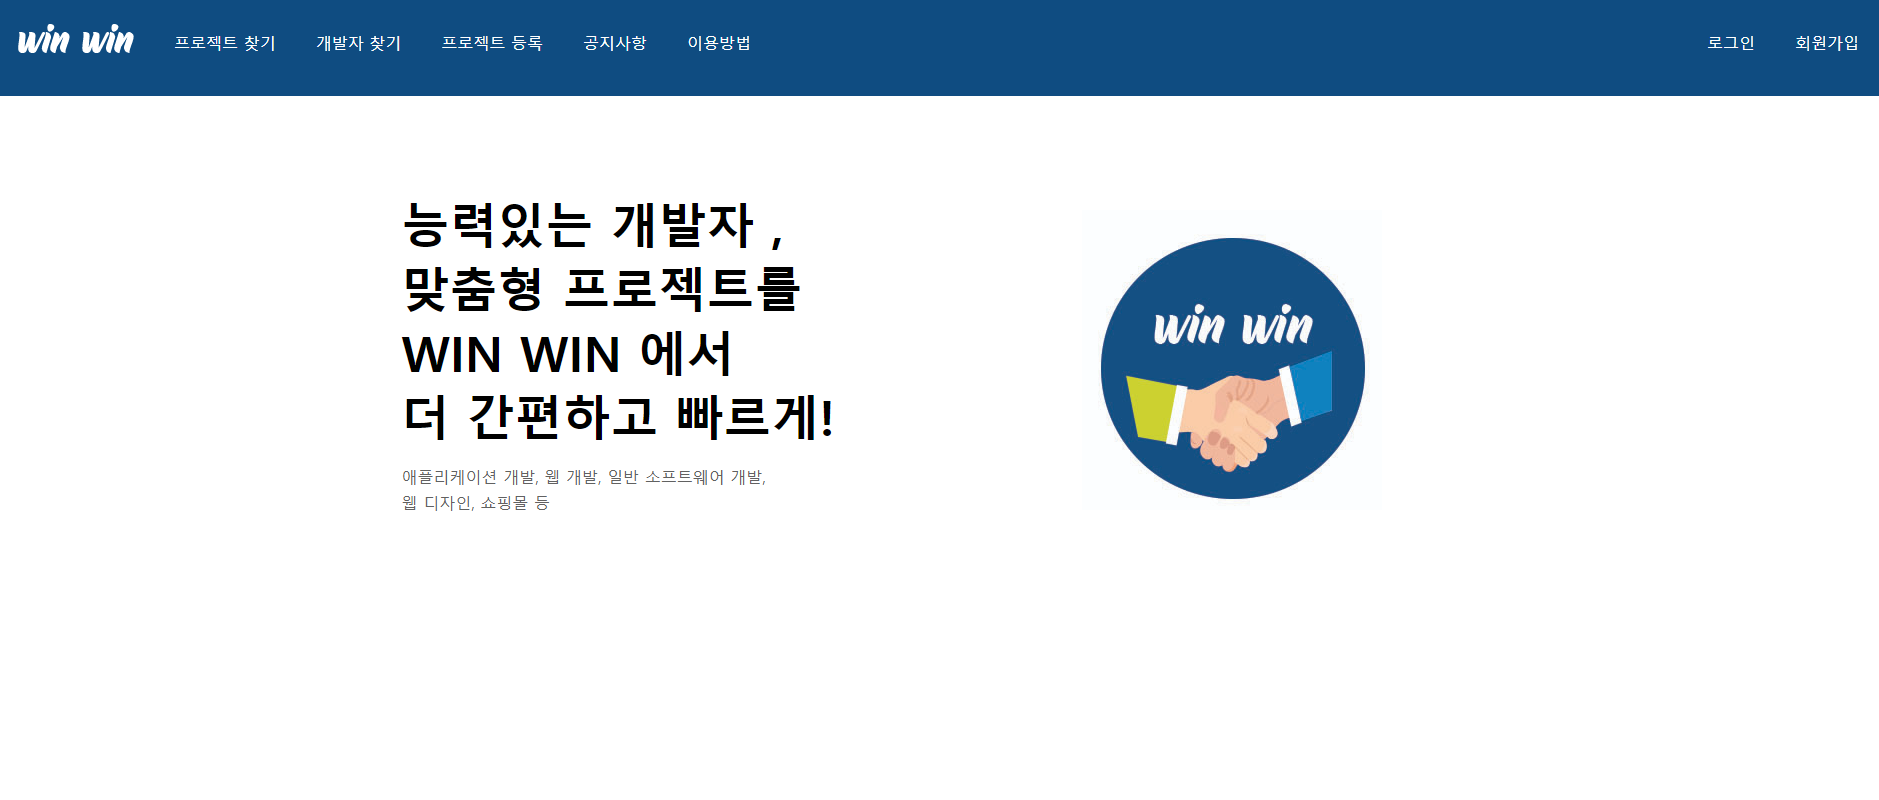 win win 프로젝트 찾기 개발자 찾기 프로젝트 등록 공지사항 이용방법 로그인 회원가입
능력있는 개발자 ,
맞춤형 프로젝트를
WIN WIN 에서
더 간편하고 빠르게!
애플리케이션 개발, 웹 개발, 일반 소프트웨어 개발,
웹 디자인, 쇼핑몰 등
win win